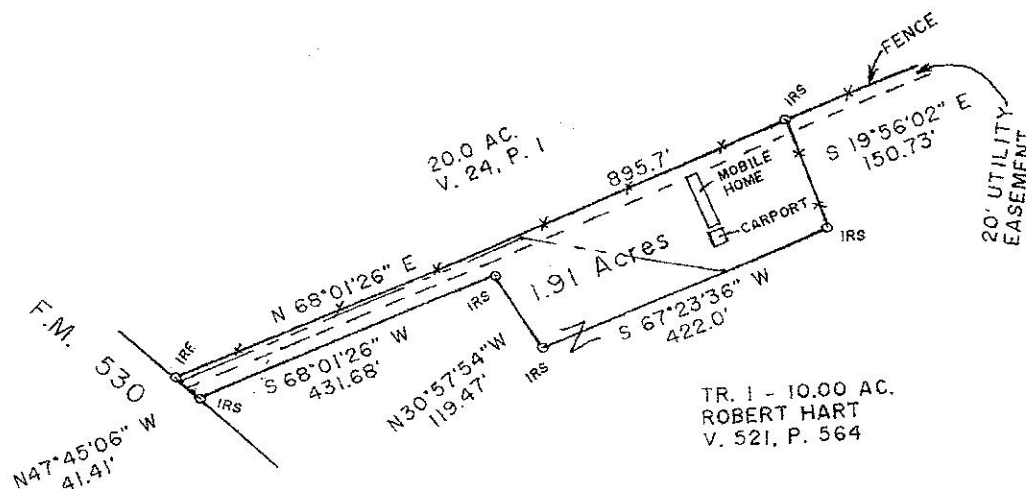 FENCE
IRS
20.0 AC.
V. 24, P. 1
895.7'
S 19°56'02" E
150.73'
MOBILE
HOME
CARPORT
20' UTILITY
EASEMENT
IRS
1.91 Acres
N 68°01'26" E
IRS
S 67°23'36" W
422.0'
F.M. 530
IRF
S 68°01'26" W
431.68'
IRS
N30°57'54"W
119.47'
IRS
N47°45'06" W
41.41'
TR. 1 - 10.00 AC.
ROBERT HART
V. 521, P. 564